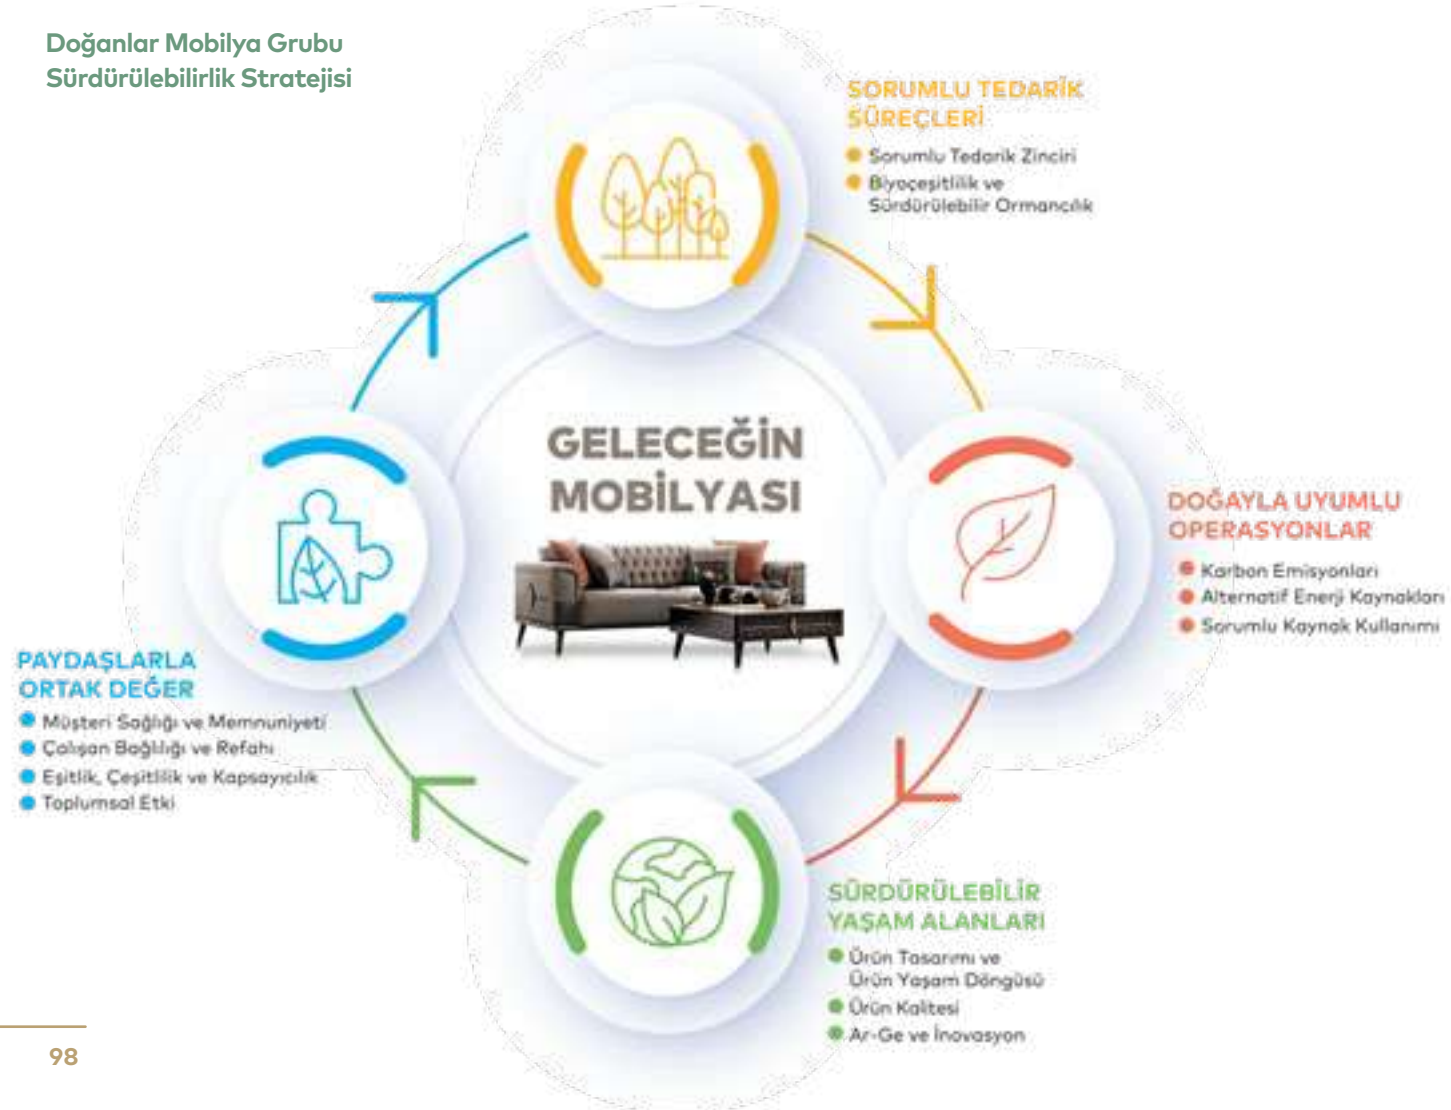 Doğanlar Mobilya Grubu
Sürdürülebilirlik Stratejisi
SORUMLU TEDARİK
SÜREÇLERİ
Sorumlu Tedarik Zinciri
Biyoçeşitlilik ve
Sürdürülebilir Ormancılık
GELECEĞİN
MOBİLYASI
DOĞAYLA UYUMLU
OPERASYONLAR
Karbon Emisyonları
Alternatif Enerji Kaynakları
Sorumlu Kaynak Kullanımı
PAYDAŞLARLA
ORTAK DEĞER
Müşteri Sağlığı ve Memnuniyeti
Çalışan Bağlılığı ve Refahı
Eşitlik, Çeşitlilik ve Kapsayıcılık
Toplumsal Etki
SÜRDÜRÜLEBİLİR
YAŞAM ALANLARI
Ürün Tasarımı ve
Ürün Yaşam Döngüsü
Ürün Kalitesi
Ar-Ge ve İnovasyon
98